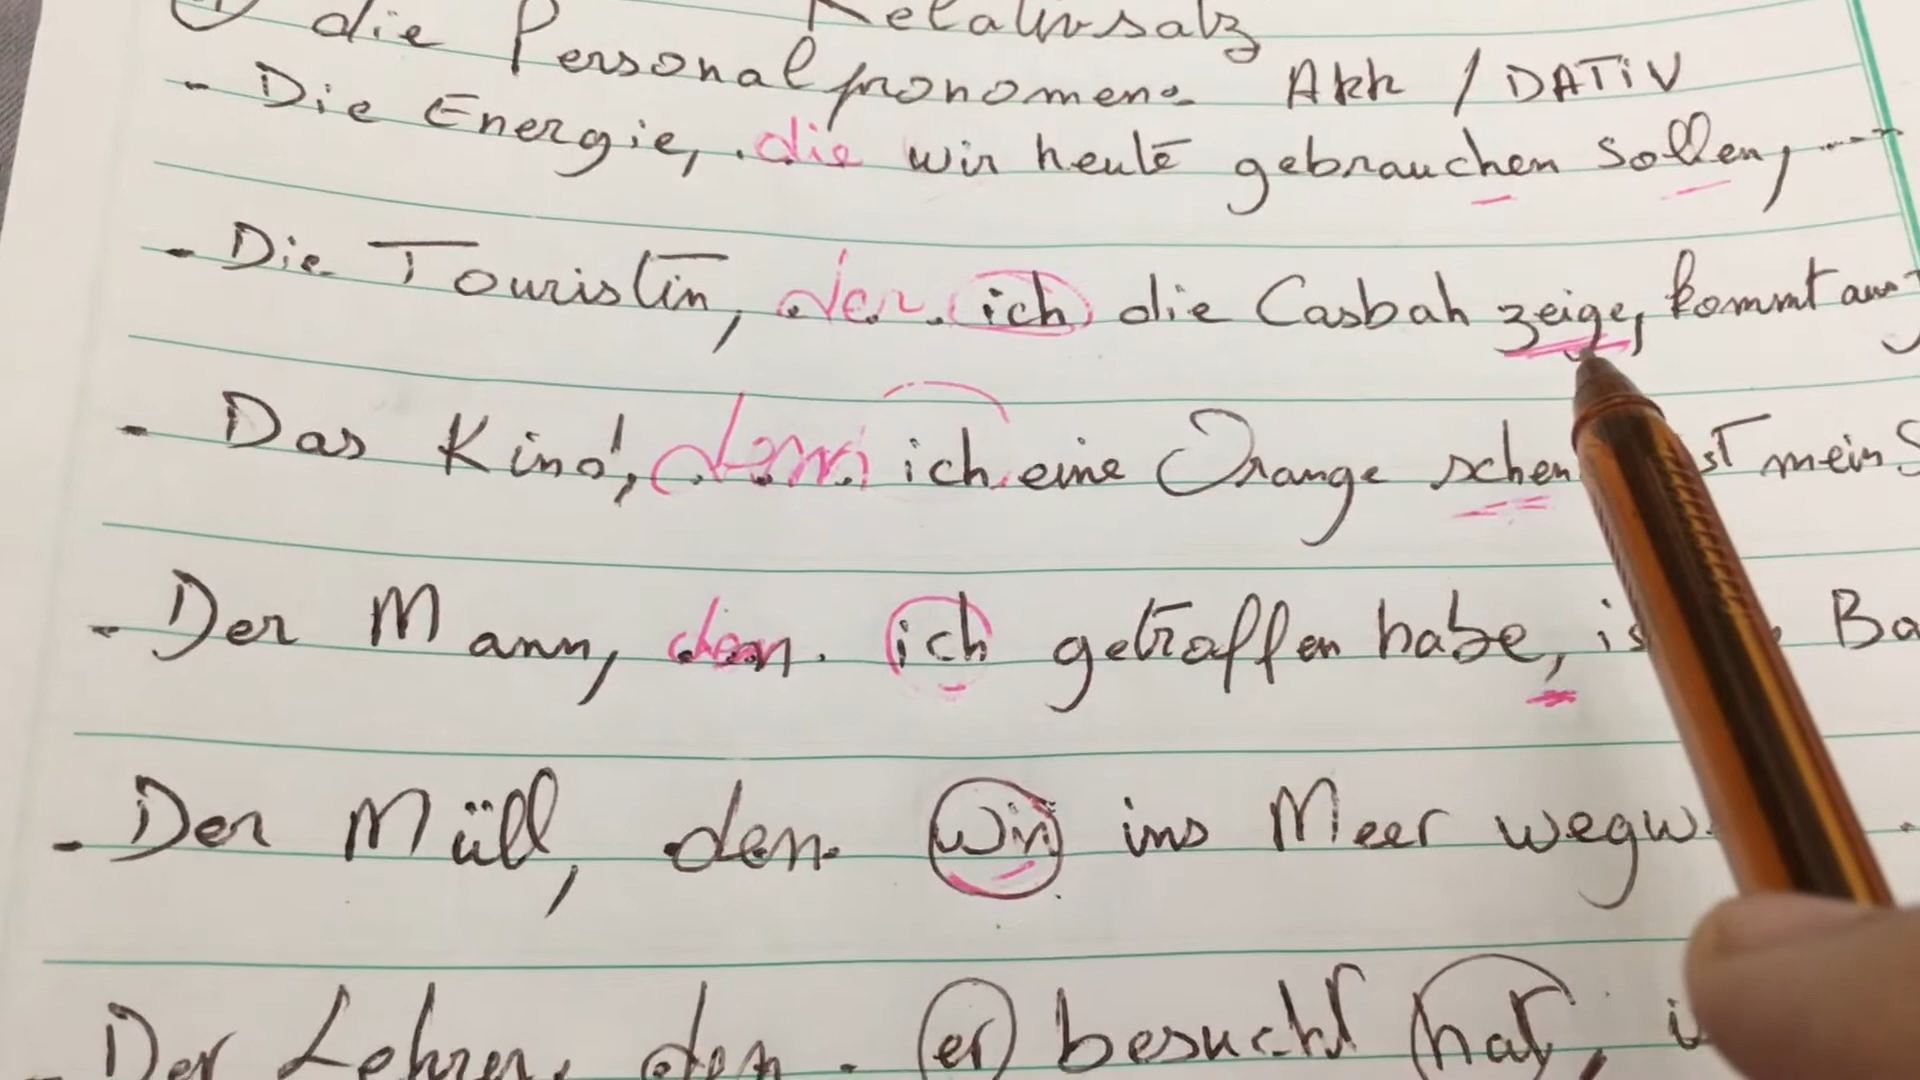 Relativsatz
die Personalpronomen. Akk / DATiV
- Die Energie, die wir heute gebrauchen sollen, ....
- Die Touristin, der ich die Casbah zeige, kommt aus
- Das Kind, dem ich eine Orange schen mein
- Der Mann, den ich getroffen habe,
- Der Müll, den wir ins Meer wegw
- Der Lehrer, den er besucht hat,